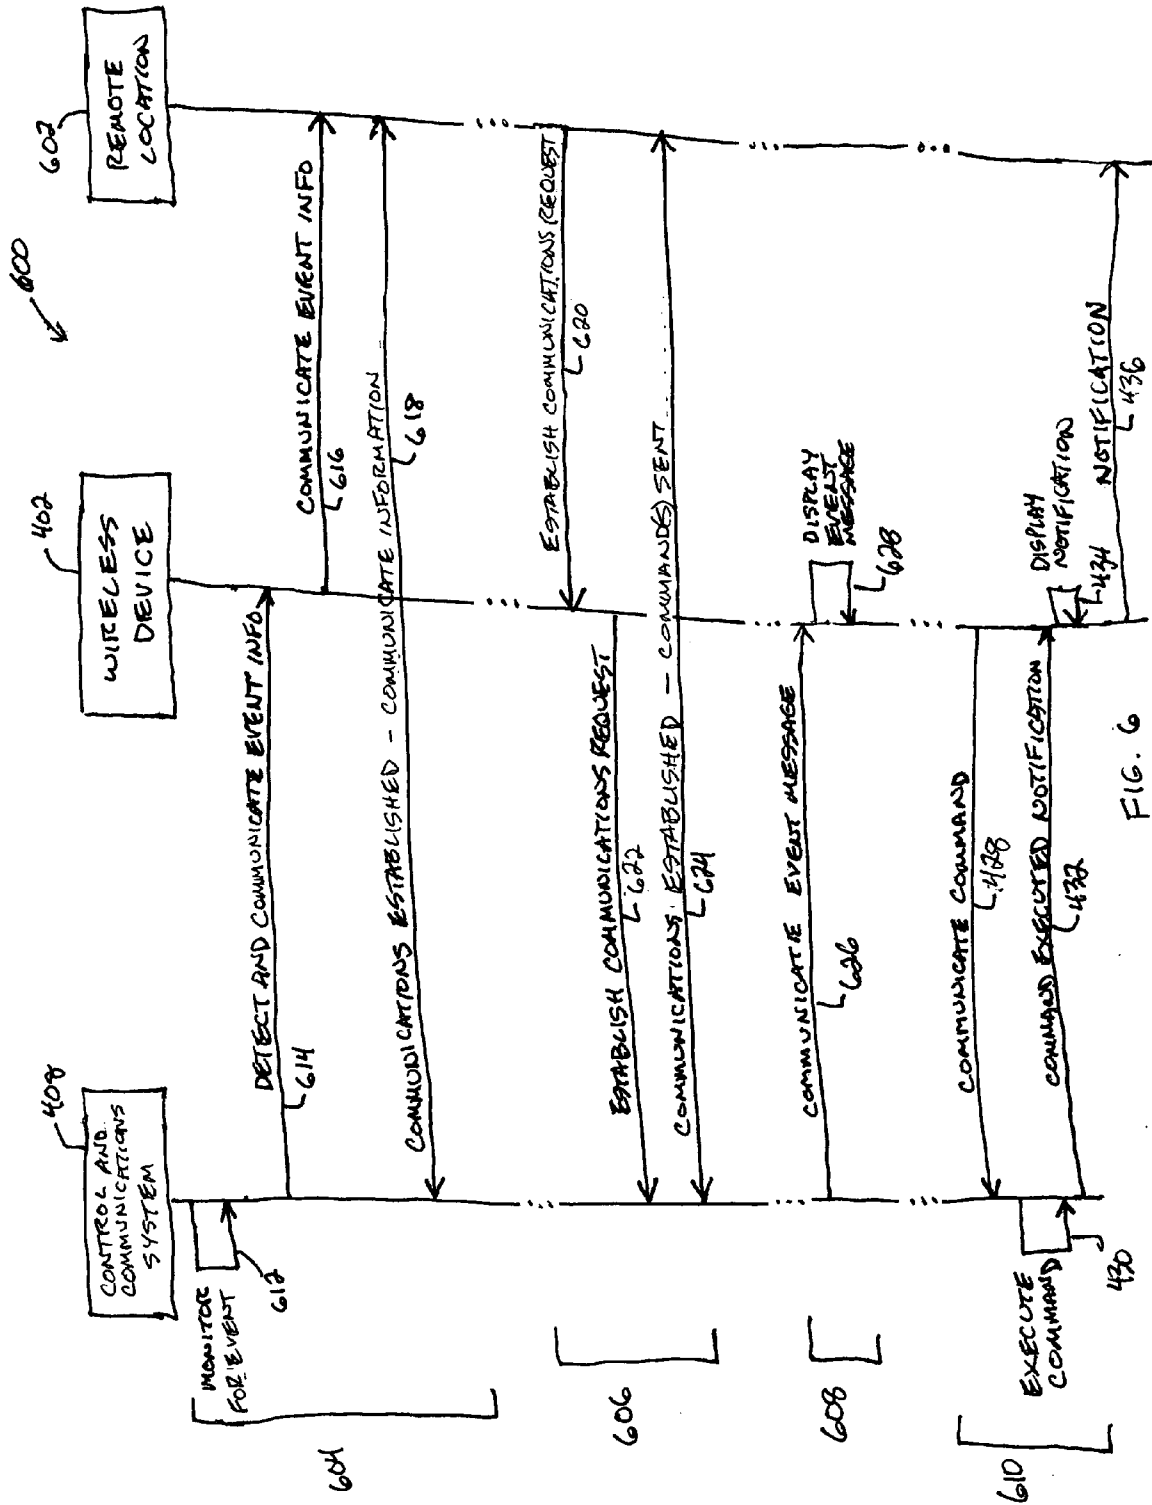 600
408
CONTROL AND
COMMUNICATIONS
SYSTEM
402
WIRELESS
DEVICE
602
REMOTE
LOCATION
MONITOR
FOR EVENT
612
604
DETECT AND COMMUNICATE EVENT INFO
614
COMMUNICATE EVENT INFO
616
COMMUNICATIONS ESTABLISHED - COMMUNICATE INFORMATION
618
606
ESTABLISH COMMUNICATIONS REQUEST
620
ESTABLISH COMMUNICATIONS REQUEST
622
COMMUNICATIONS ESTABLISHED - COMMAND(S) SENT
624
608
COMMUNICATE EVENT MESSAGE
626
DISPLAY
EVENT
MESSAGE
628
610
COMMUNICATE COMMAND
428
EXECUTE
COMMAND
430
COMMAND EXECUTED NOTIFICATION
432
DISPLAY
NOTIFICATION
434
NOTIFICATION
436
FIG. 6